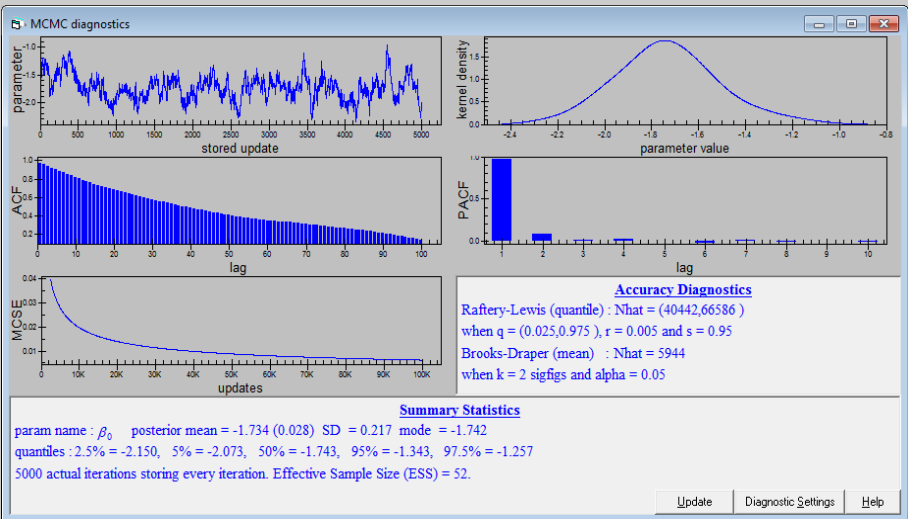 MCMC diagnostics
parameter
-1.0
-1.5
-2.0
0 500 1000 1500 2000 2500 3000 3500 4000 4500 5000
stored update
kernel density
1.5
1.0
0.5
0.0
-2.4 -2.2 -2.0 -1.8 -1.6 -1.4 -1.2 -1.0 -0.8
parameter value
ACF
1.0
0.8
0.6
0.4
0.2
0 10 20 30 40 50 60 70 80 90 100
lag
PACF
1.0
0.5
0.0
1 2 3 4 5 6 7 8 9 10
lag
MCSE
0.04
0.03
0.02
0.01
0 10K 20K 30K 40K 50K 60K 70K 80K 90K 100K
updates
Accuracy Diagnostics
Raftery-Lewis (quantile) : Nhat = (40442,66586 )
when q = (0.025,0.975 ), r = 0.005 and s = 0.95
Brooks-Draper (mean) : Nhat = 5944
when k = 2 sigfigs and alpha = 0.05
Summary Statistics
param name : β₀ posterior mean = -1.734 (0.028) SD = 0.217 mode = -1.742
quantiles : 2.5% = -2.150, 5% = -2.073, 50% = -1.743, 95% = -1.343, 97.5% = -1.257
5000 actual iterations storing every iteration. Effective Sample Size (ESS) = 52.
Update Diagnostic Settings Help